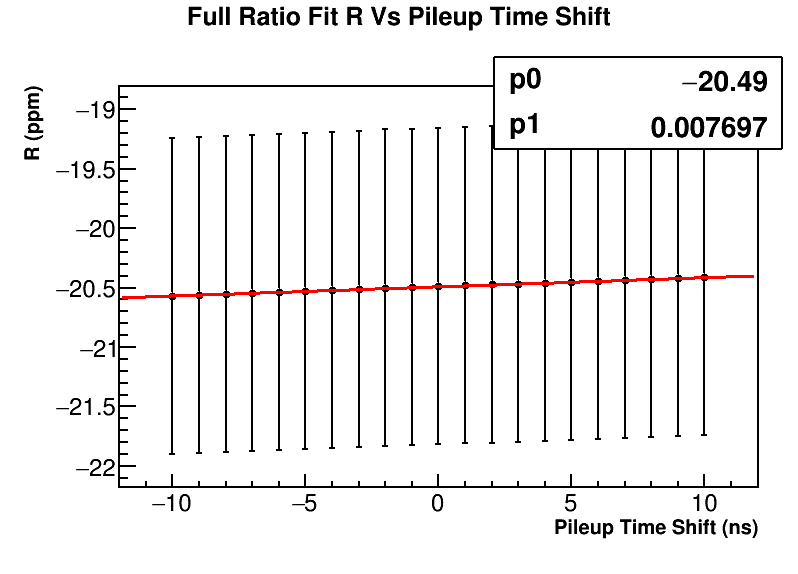 Full Ratio Fit R Vs Pileup Time Shift
p0 −20.49
p1 0.007697
R (ppm)
−19
−19.5
−20
−20.5
−21
−21.5
−22
−10 −5 0 5 10
Pileup Time Shift (ns)